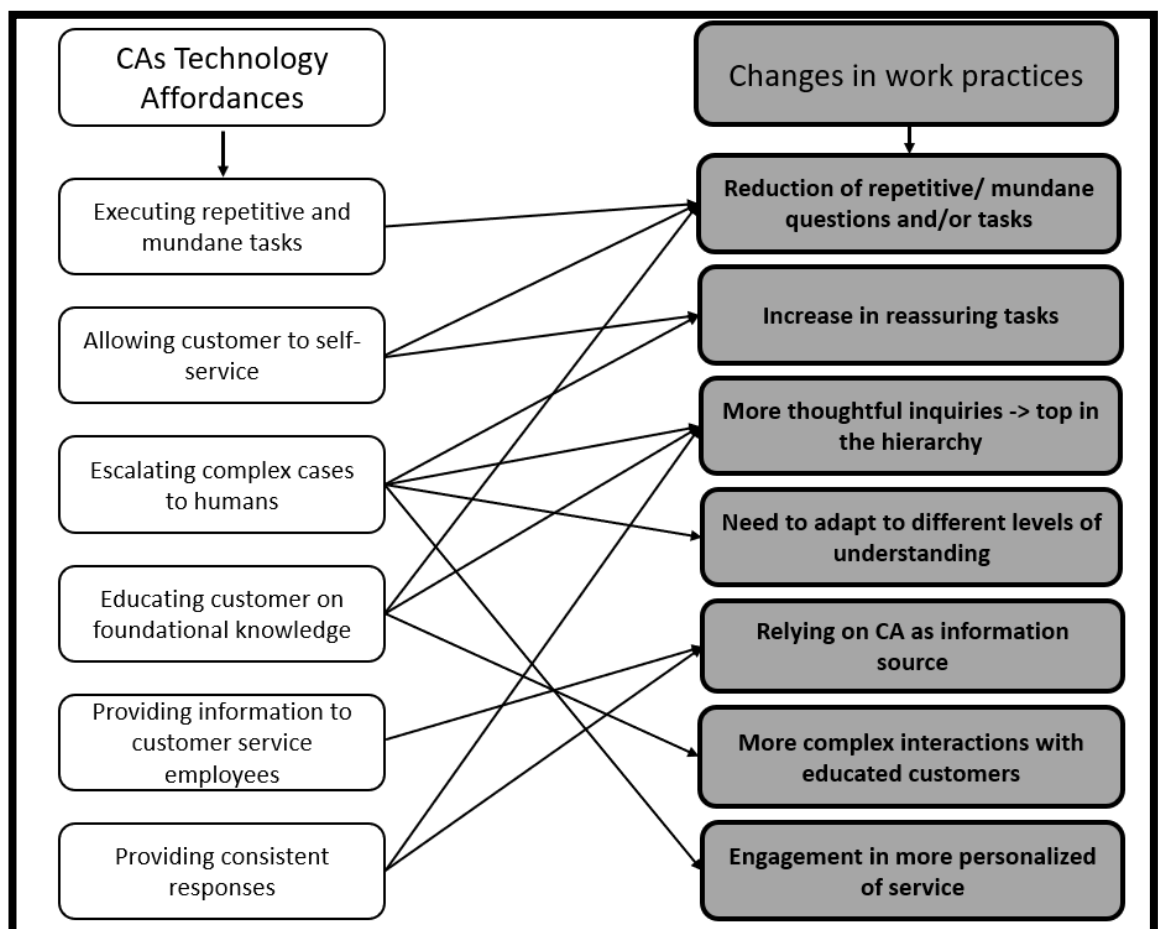 CAs Technology
Affordances
Executing repetitive and
mundane tasks
Allowing customer to self-
service
Escalating complex cases
to humans
Educating customer on
foundational knowledge
Providing information to
customer service
employees
Providing consistent
responses
Changes in work practices
Reduction of repetitive/ mundane
questions and/or tasks
Increase in reassuring tasks
More thoughtful inquiries -> top in
the hierarchy
Need to adapt to different levels of
understanding
Relying on CA as information
source
More complex interactions with
educated customers
Engagement in more personalized
of service